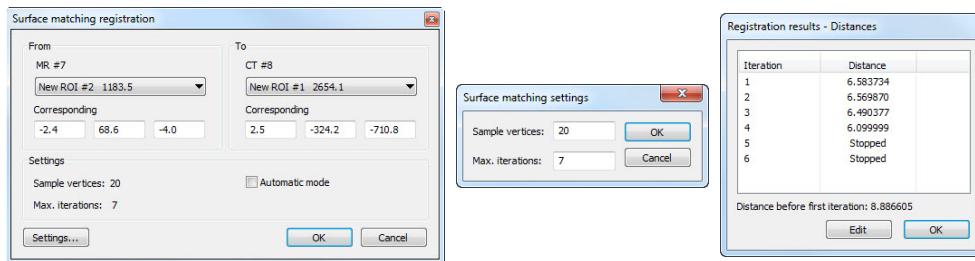 Surface matching registration
From
MR #7
New ROI #2 1183.5
Corresponding
-2.4 68.6 -4.0
To
CT #8
New ROI #1 2654.1
Corresponding
2.5 -324.2 -710.8
Settings
Sample vertices: 20
Automatic mode
Max. iterations: 7
Settings...
OK
Cancel
Surface matching settings
Sample vertices: 20
OK
Max. iterations: 7
Cancel
Registration results - Distances
Iteration Distance
1 6.583734
2 6.569870
3 6.490377
4 6.099999
5 Stopped
6 Stopped
Distance before first iteration: 8.886605
Edit
OK